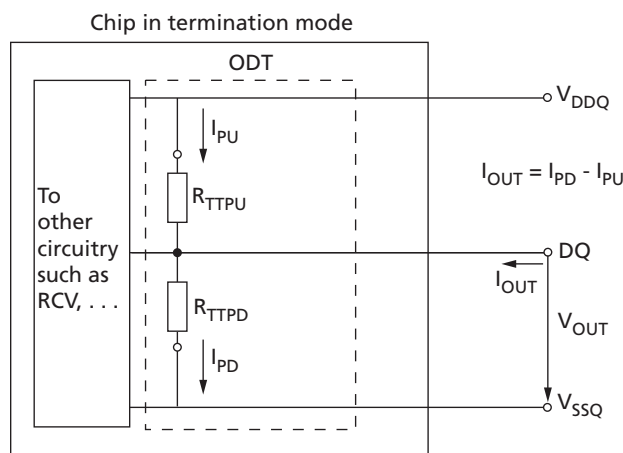 Chip in termination mode
ODT
VDDQ
IPU
IOUT = IPD - IPU
To
other
circuitry
such as
RCV, . . .
RTTPU
DQ
IOUT
RTTPD
VOUT
IPD
VSSQ